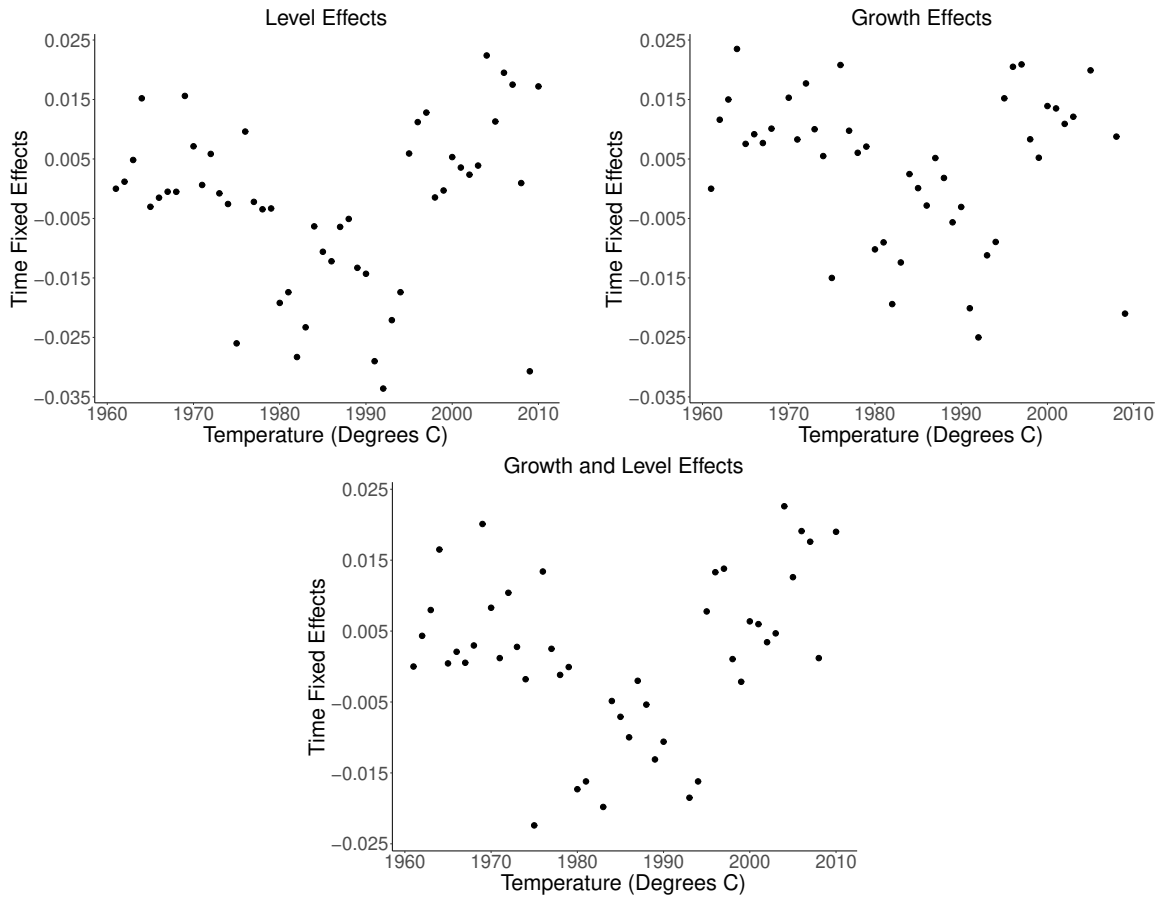 Level Effects
0.025
0.015
0.005
−0.005
−0.015
−0.025
−0.035
Time Fixed Effects
1960 1970 1980 1990 2000 2010
Temperature (Degrees C)
Growth Effects
0.025
0.015
0.005
−0.005
−0.015
−0.025
−0.035
Time Fixed Effects
1960 1970 1980 1990 2000 2010
Temperature (Degrees C)
Growth and Level Effects
0.025
0.015
0.005
−0.005
−0.015
−0.025
Time Fixed Effects
1960 1970 1980 1990 2000 2010
Temperature (Degrees C)